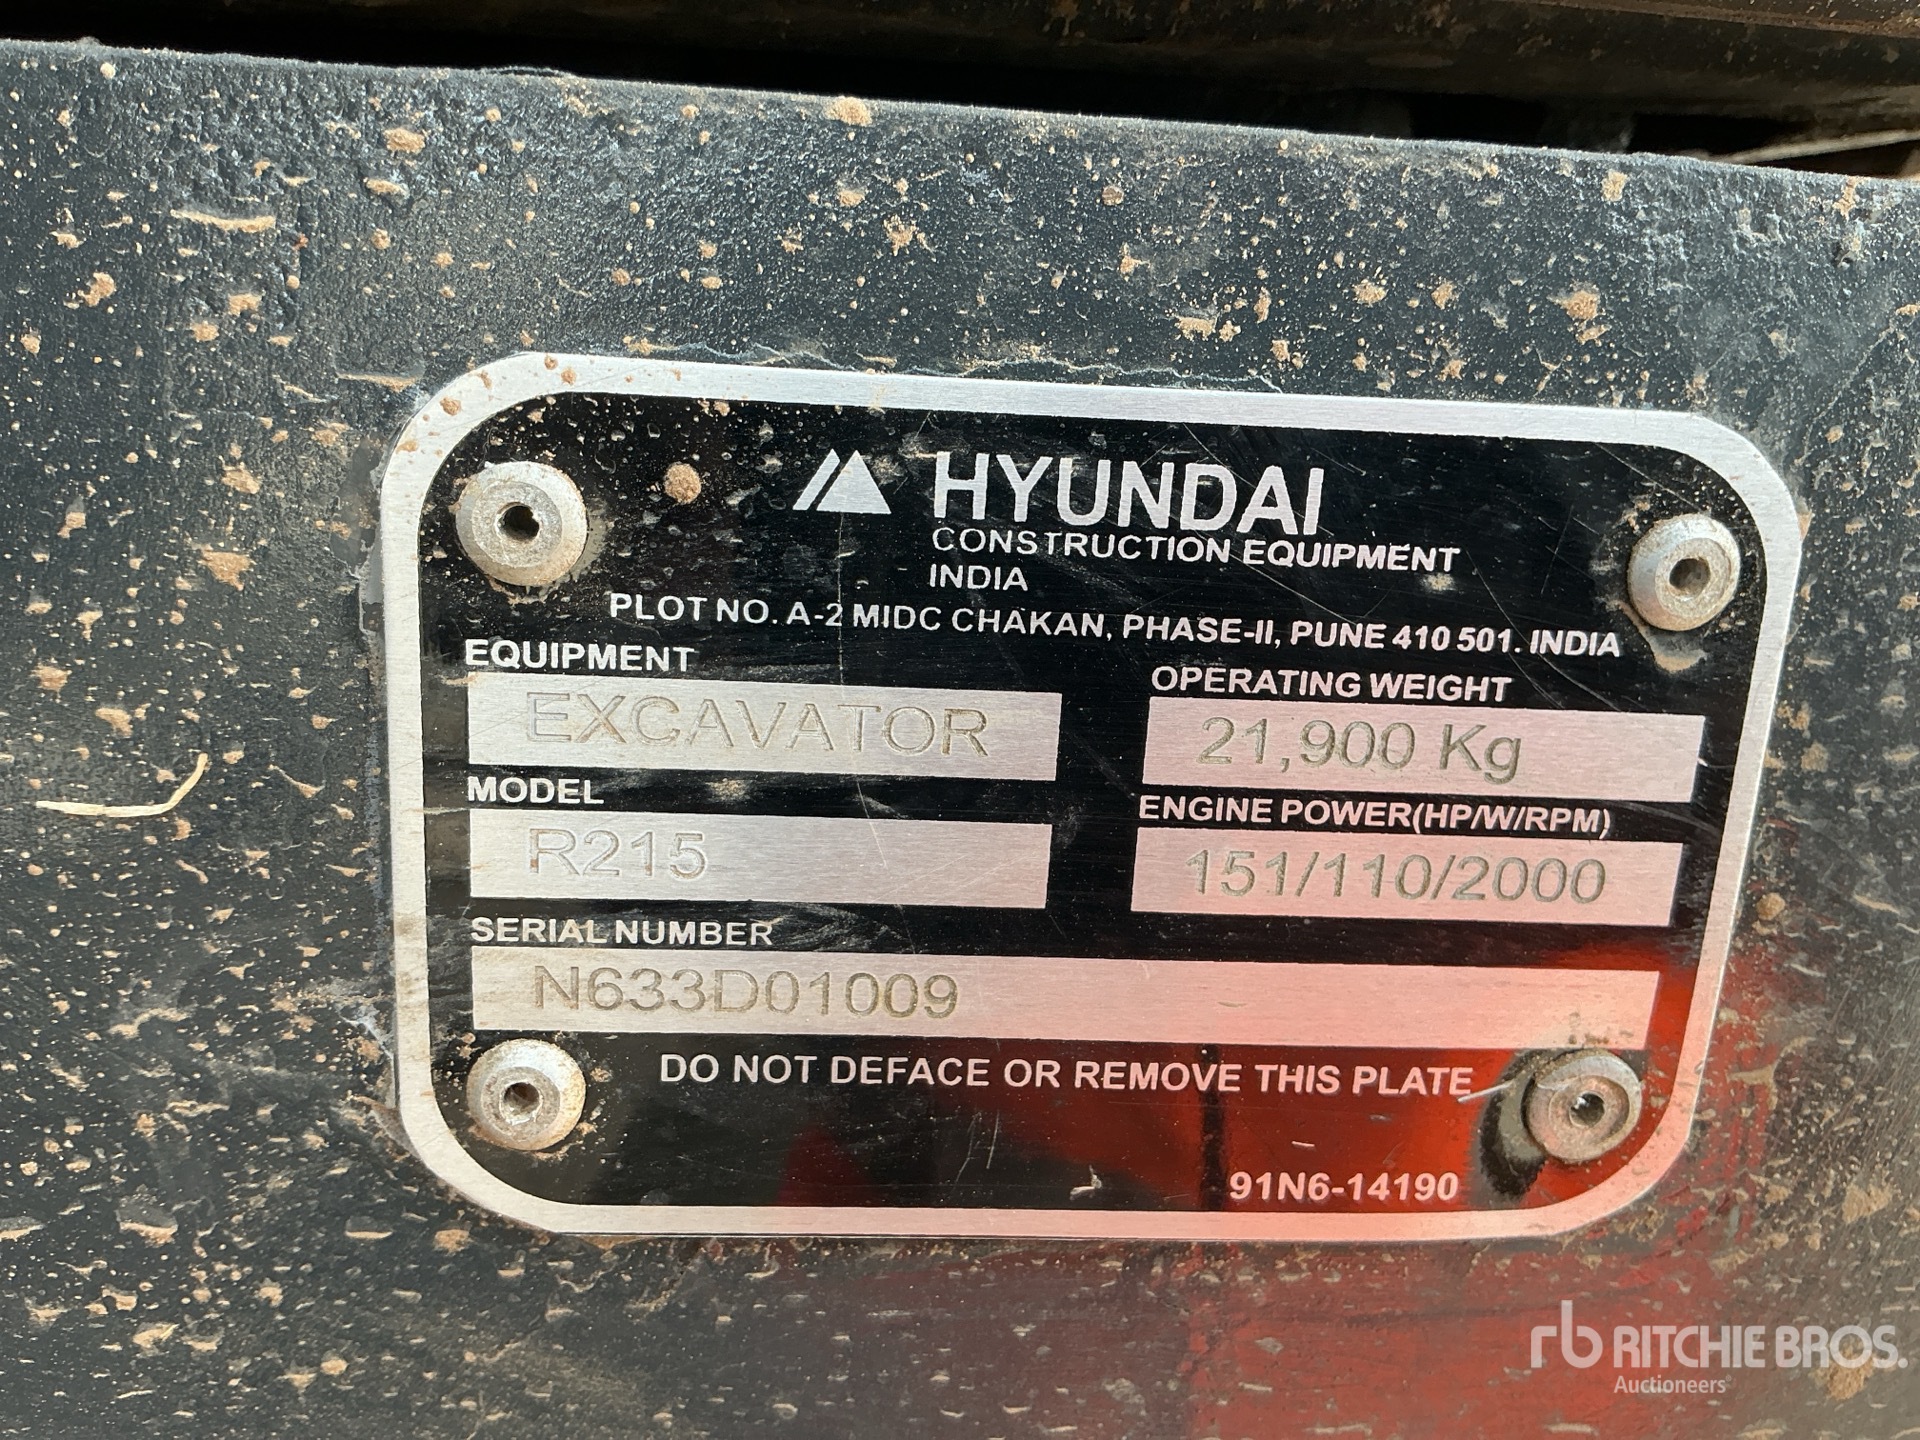 HYUNDAI
CONSTRUCTION EQUIPMENT
INDIA
PLOT NO. A-2 MIDC CHAKAN, PHASE-II, PUNE 410 501. INDIA
EQUIPMENT
EXCAVATOR
OPERATING WEIGHT
21,900 Kg
MODEL
R215
ENGINE POWER(HP/W/RPM)
151/110/2000
SERIAL NUMBER
N633D01009
DO NOT DEFACE OR REMOVE THIS PLATE
91N6-14190
rb RITCHIE BROS.
Auctioneers